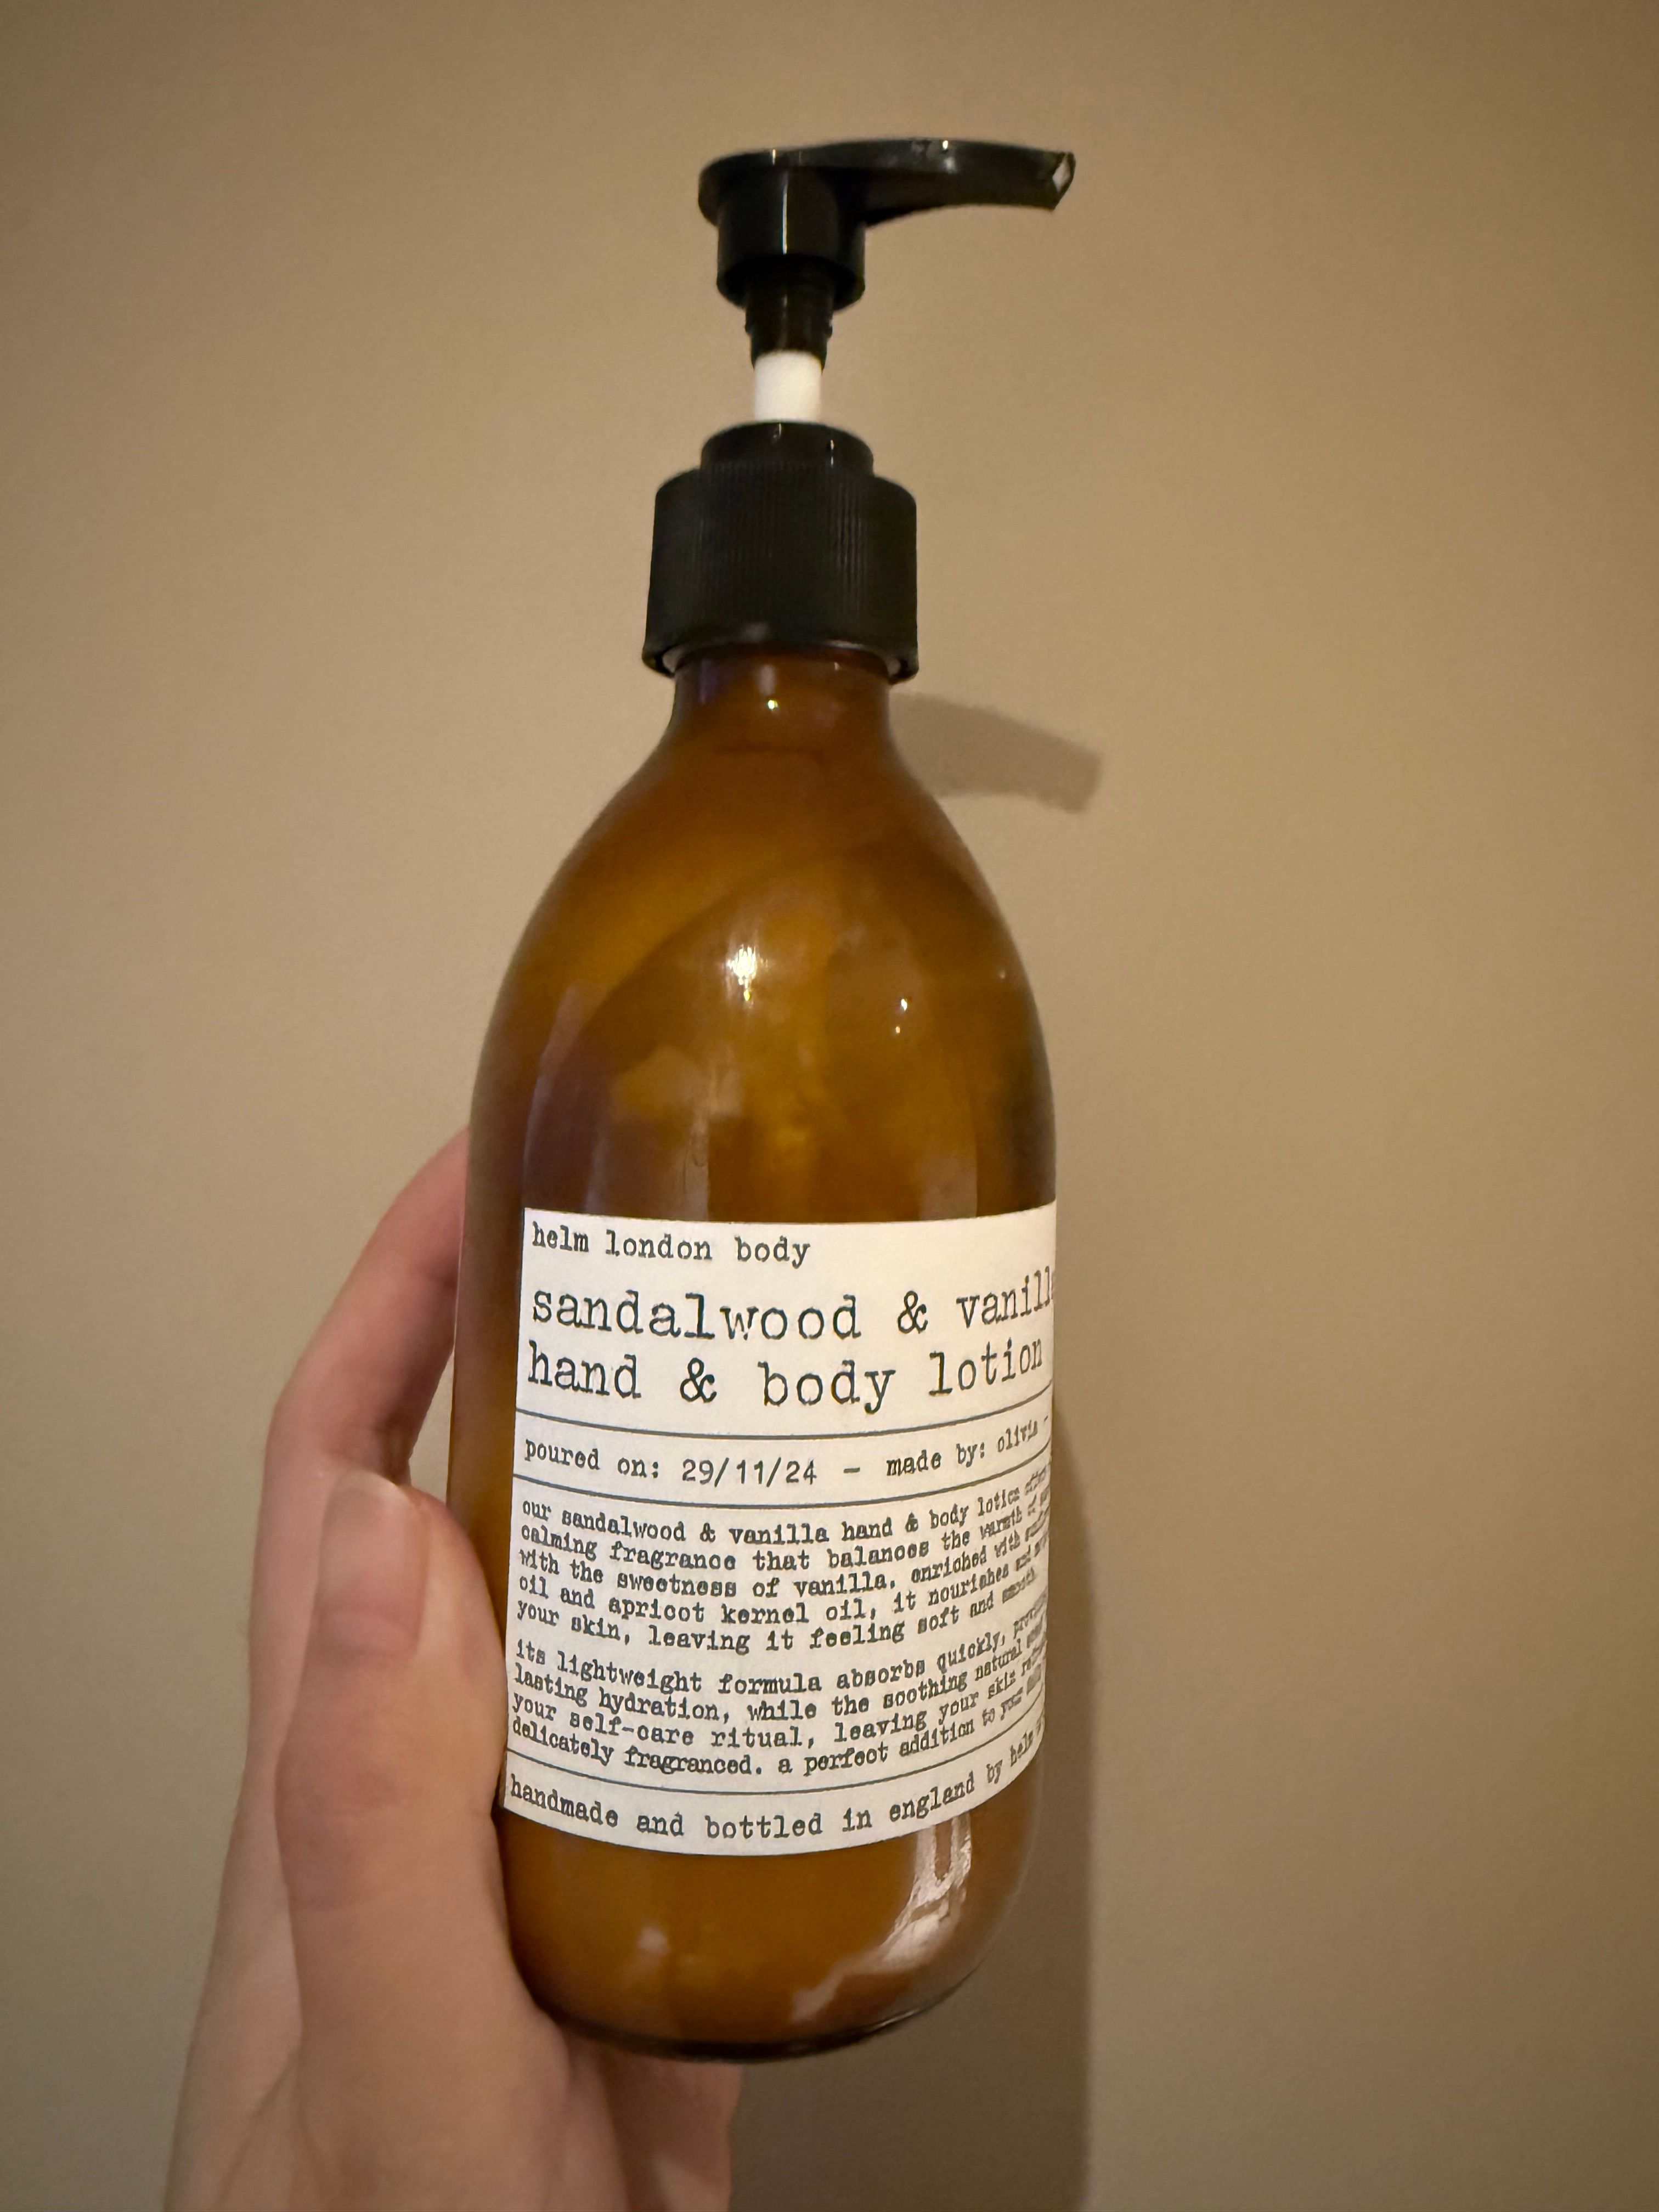 helm london body
sandalwood & vanilla
hand & body lotion
poured on: 29/11/24 - made by: olivia -
our sandalwood & vanilla hand & body lotion
calming fragrance that balances the warmth of
with the sweetness of vanilla. enriched with
oil and apricot kernel oil, it nourishes and
your skin, leaving it feeling soft and smooth.
its lightweight formula absorbs quickly,
lasting hydration, while the soothing natural
your self-care ritual, leaving your skin
delicately fragranced. a perfect addition to your
handmade and bottled in england by helm